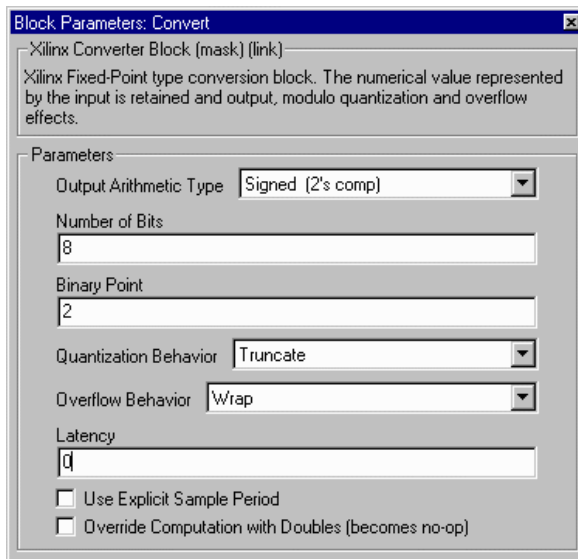 Block Parameters: Convert
Xilinx Converter Block (mask) (link)
Xilinx Fixed-Point type conversion block. The numerical value represented
by the input is retained and output, modulo quantization and overflow
effects.
Parameters
Output Arithmetic Type Signed (2's comp)
Number of Bits
8
Binary Point
2
Quantization Behavior Truncate
Overflow Behavior Wrap
Latency
0
Use Explicit Sample Period
Override Computation with Doubles (becomes no-op)